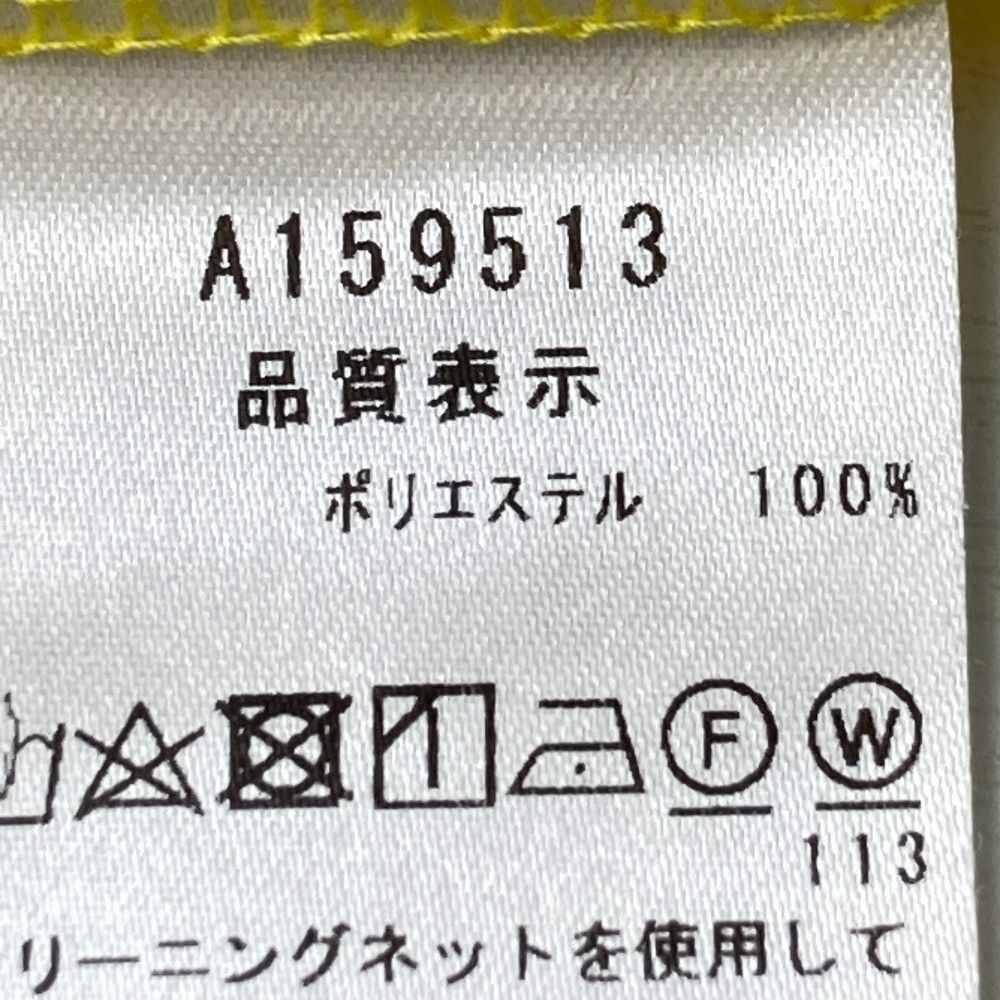 A159513
品質表示
ポリエステル 100%
F W
113
リーニングネットを使用して